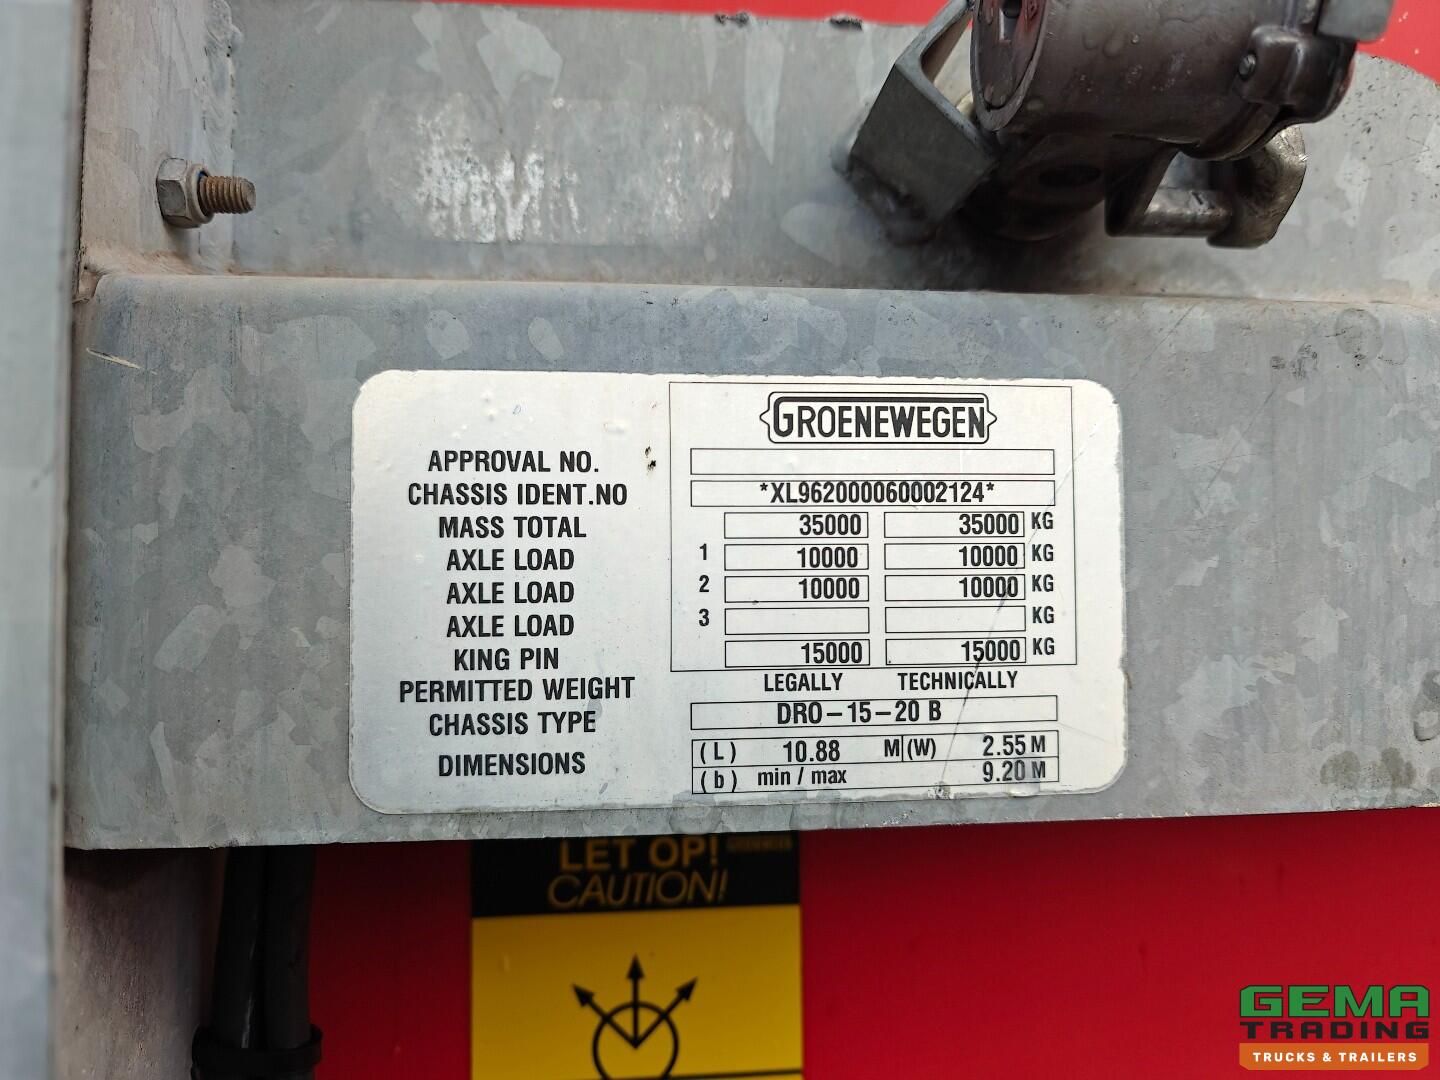 GROENEWEGEN
APPROVAL NO.
CHASSIS IDENT.NO *XL962000060002124*
MASS TOTAL 35000 35000 KG
AXLE LOAD 1 10000 10000 KG
AXLE LOAD 2 10000 10000 KG
AXLE LOAD 3 KG
KING PIN 15000 15000 KG
PERMITTED WEIGHT LEGALLY TECHNICALLY
CHASSIS TYPE DRO-15-20 B
DIMENSIONS (L) 10.88 M (W) 2.55 M
(b) min / max 9.20 M
LET OP!
CAUTION!
GEMA
TRADING
TRUCKS & TRAILERS